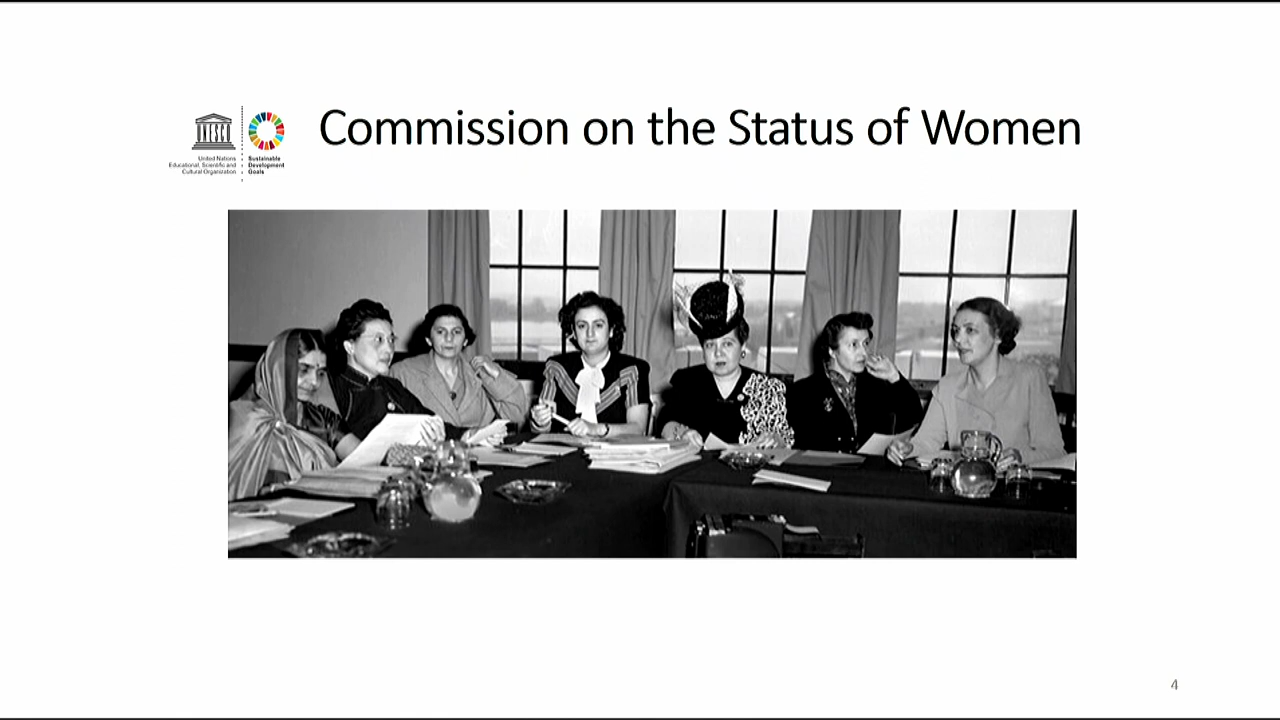 Commission on the Status of Women
United Nations
Educational, Scientific and
Cultural Organization
Sustainable
Development
Goals
4